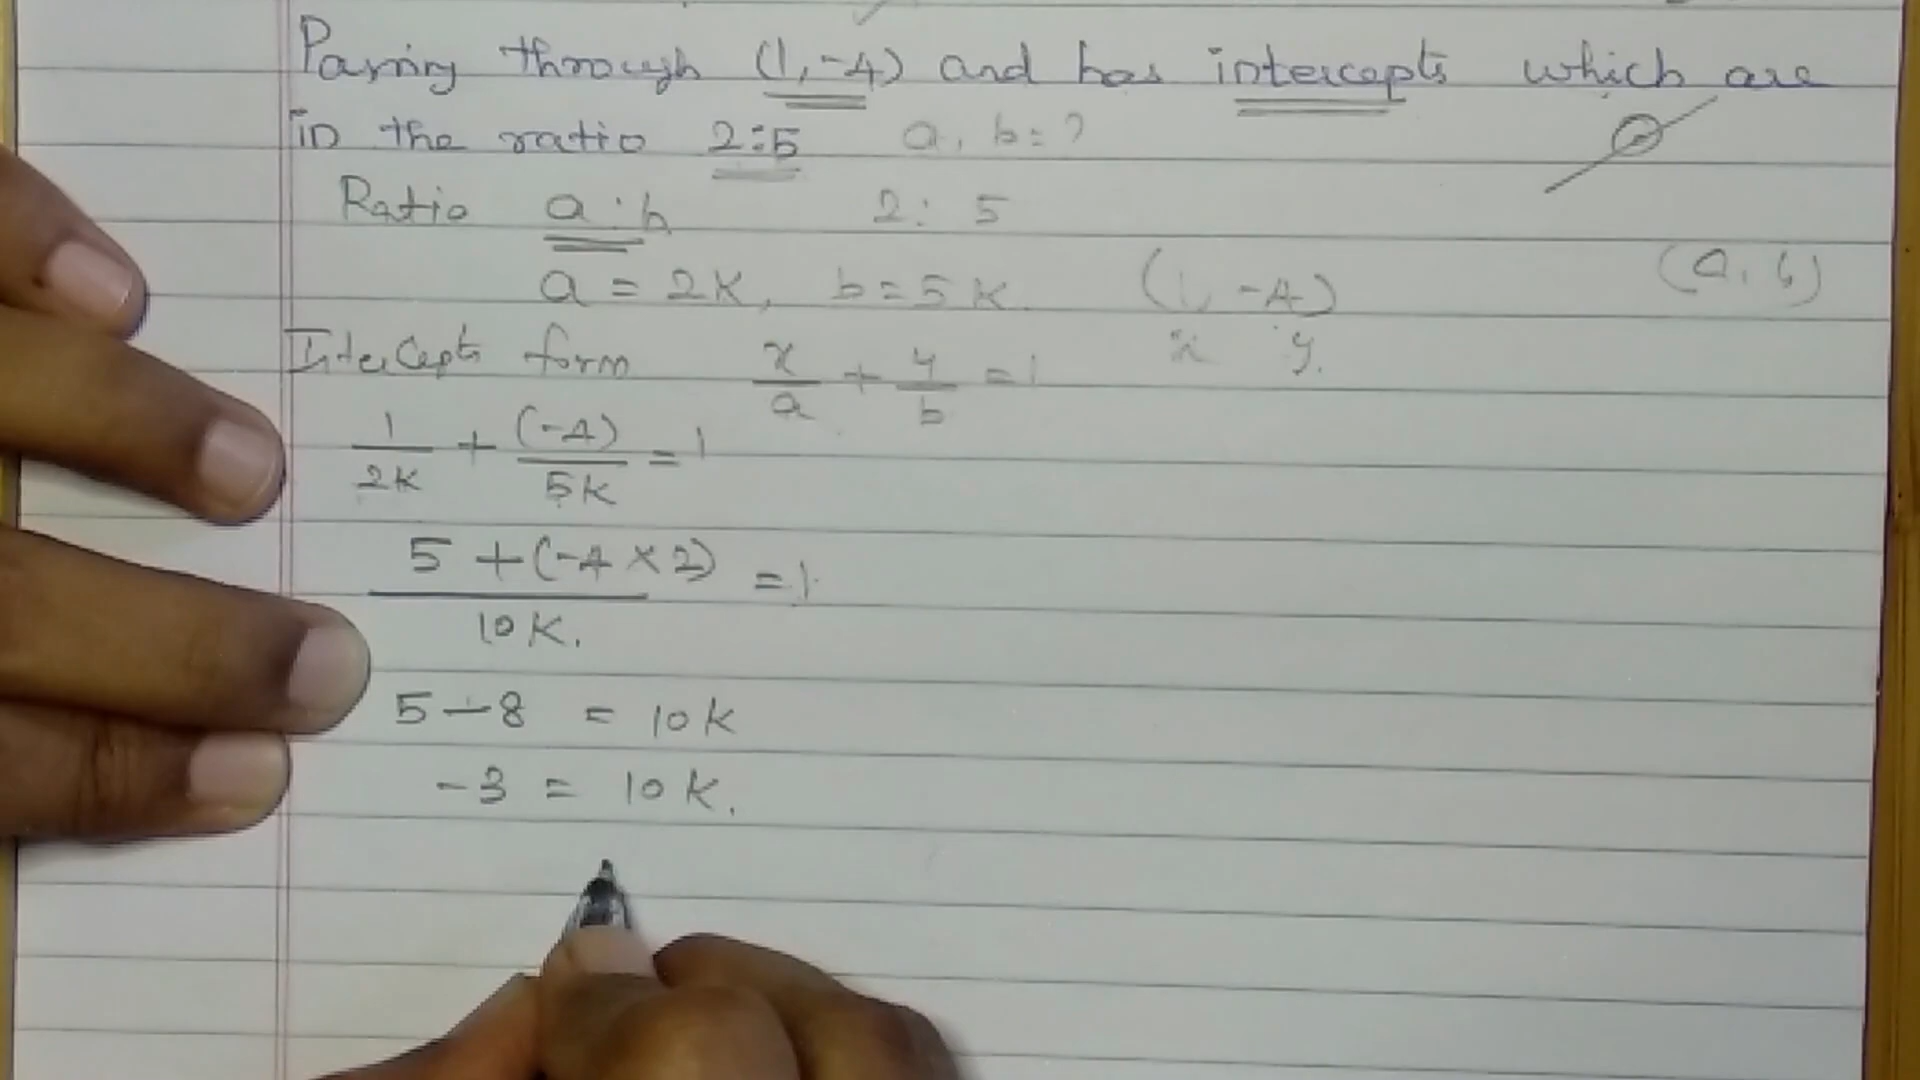 Passing through (1, -4) and has intercepts which are
in the ratio 2:5 a, b = ?
Ratio a : b 2 : 5
a = 2K, b = 5K (1, -4) (a, b)
x y.
Intercepts form x/a + y/b = 1
1/2K + (-4)/5K = 1
5 + (-4 × 2) / 10K. = 1
5 - 8 = 10K
-3 = 10K.